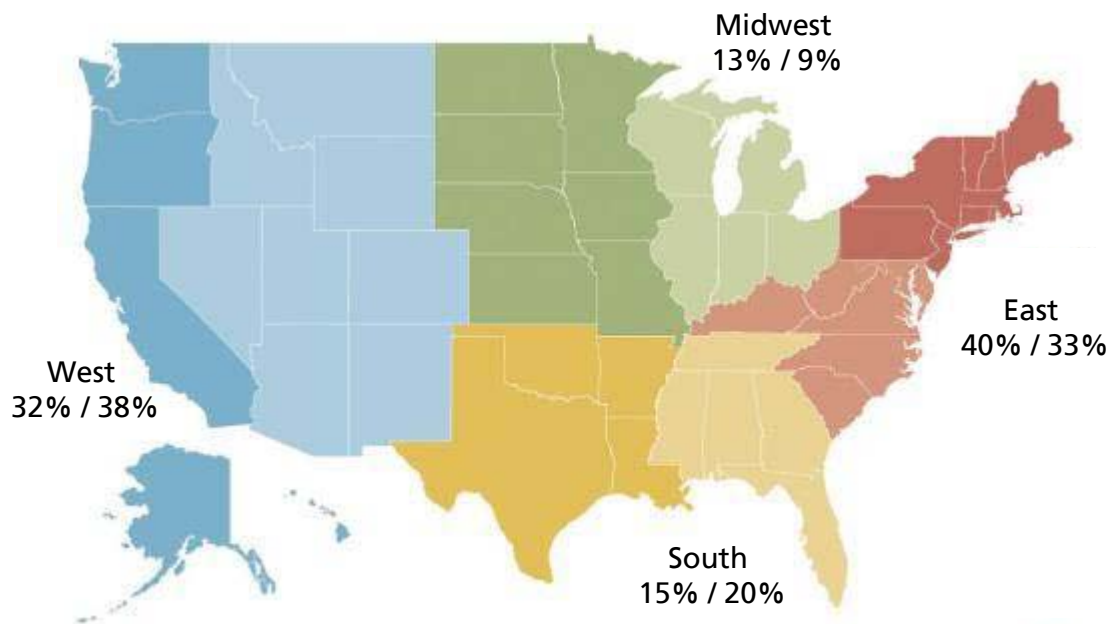 Midwest
13% / 9%
East
40% / 33%
West
32% / 38%
South
15% / 20%